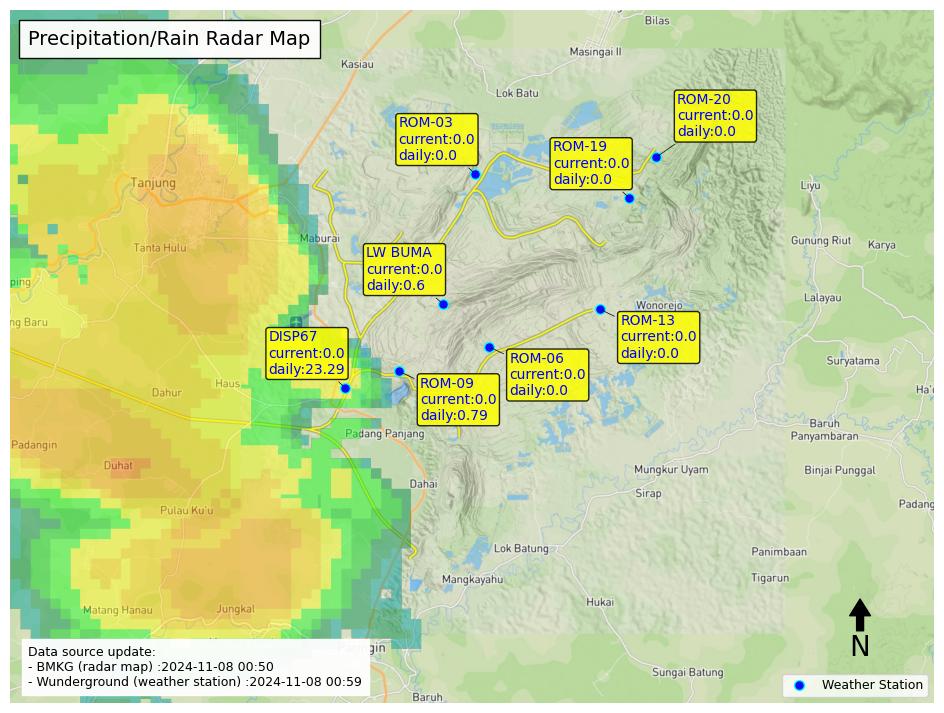 Precipitation/Rain Radar Map
Bilas
Masingai II
Kasiau
Lok Batu
ROM-20
current:0.0
daily:0.0
ROM-03
current:0.0
daily:0.0
ROM-19
current:0.0
daily:0.0
Tanjung
Liyu
Tanta Hulu
Maburai
Gunung Riut
Karya
LW BUMA
current:0.0
daily:0.6
ping
Lalayau
Wonorejo
ng Baru
ROM-13
current:0.0
daily:0.0
DISP67
current:0.0
daily:23.29
ROM-06
current:0.0
daily:0.0
Suryatama
Haus
Dahur
ROM-09
current:0.0
daily:0.79
Ha'o
Padang Panjang
Baruh
Panyambaran
Padangin
Duhat
Mungkur Uyam
Binjai Punggal
Dahai
Sirap
Padang
Pulau Ku'u
Lok Batung
Panimbaan
Mangkayahu
Tigarun
Matang Hanau
Jungkal
Hukai
Data source update:
- BMKG (radar map) :2024-11-08 00:50
- Wunderground (weather station) :2024-11-08 00:59
N
Sungai Batung
Weather Station
Baruh